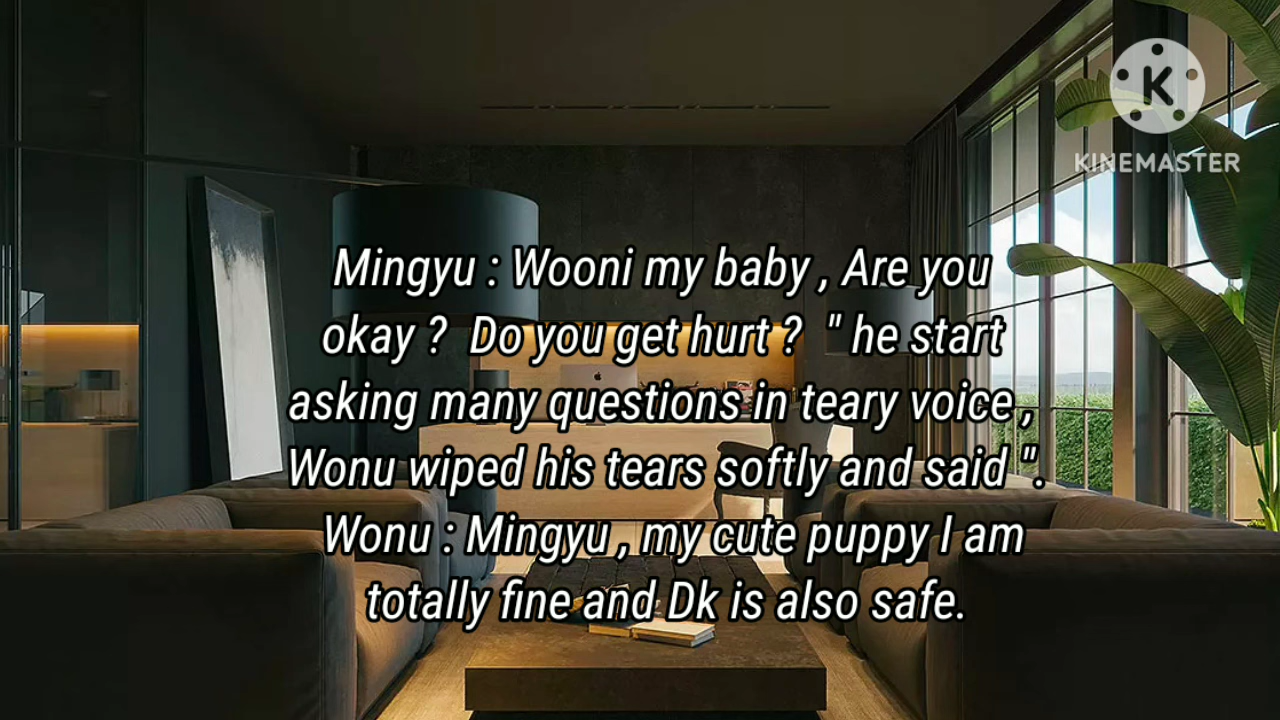 K
KINEMASTER
Mingyu : Wooni my baby , Are you
okay ?  Do you get hurt ?  " he start
asking many questions in teary voice ,
Wonu wiped his tears softly and said ".
Wonu : Mingyu , my cute puppy I am
totally fine and Dk is also safe.